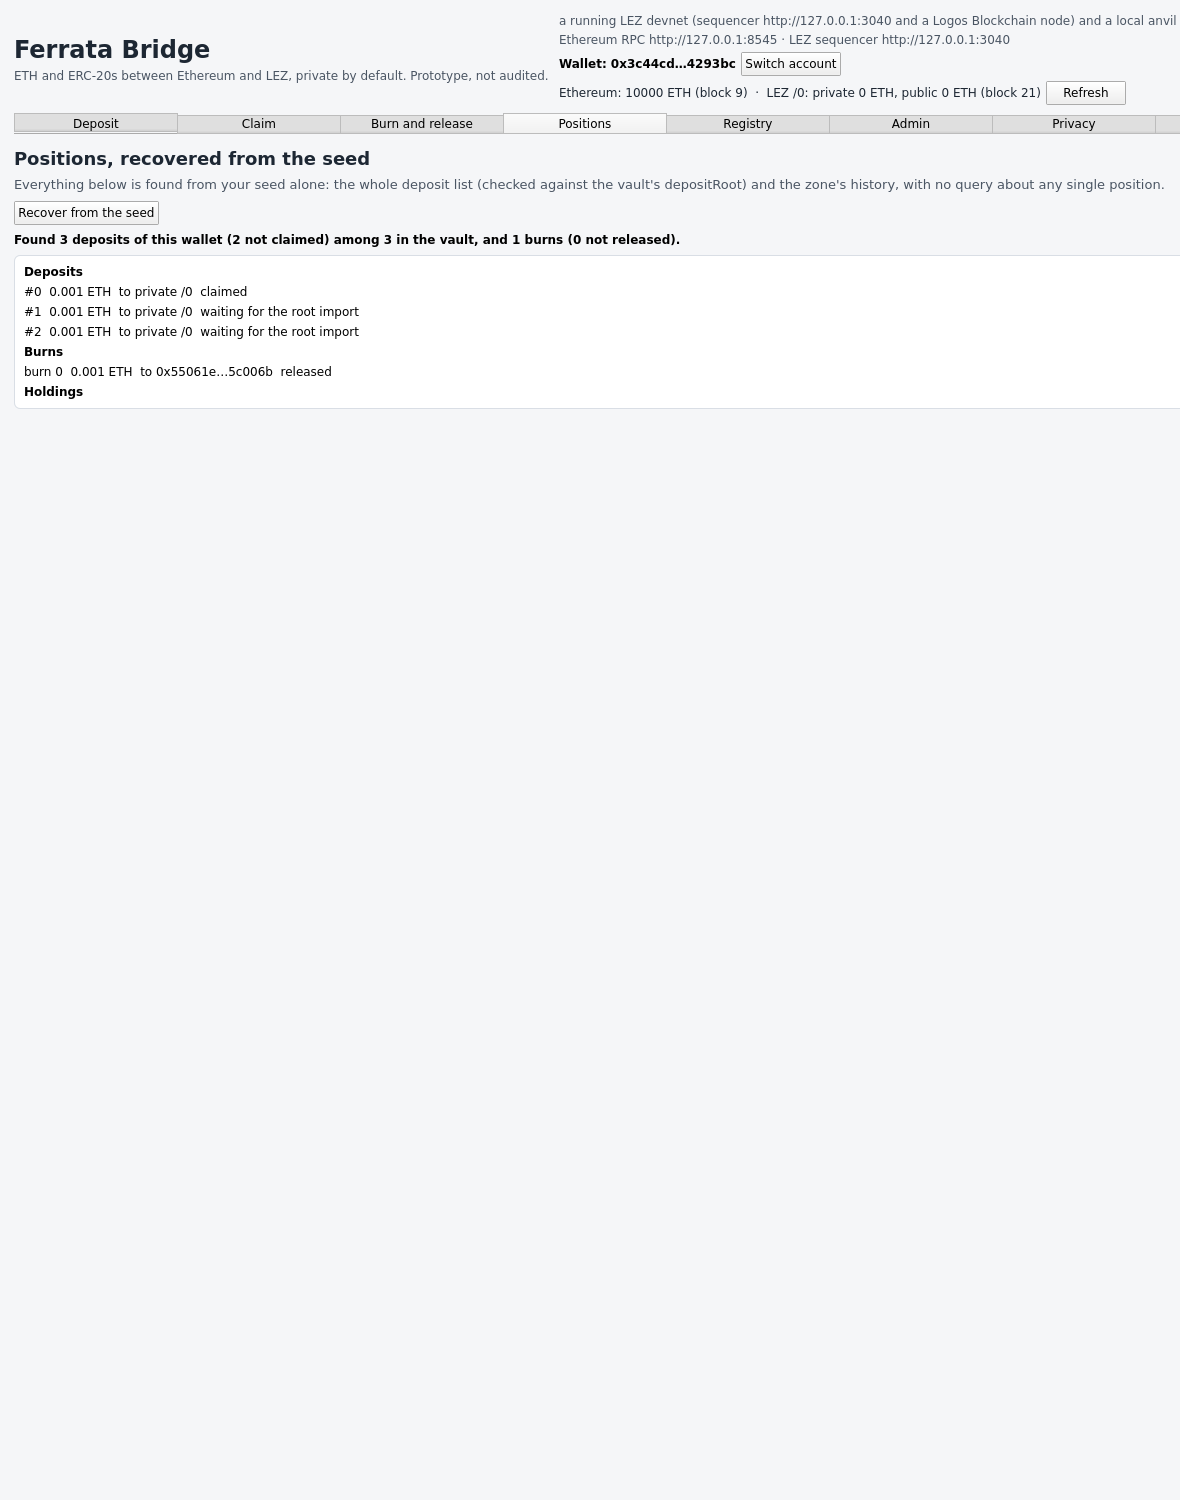 Ferrata Bridge
ETH and ERC-20s between Ethereum and LEZ, private by default. Prototype, not audited.
a running LEZ devnet (sequencer http://127.0.0.1:3040 and a Logos Blockchain node) and a local anvil
Ethereum RPC http://127.0.0.1:8545 · LEZ sequencer http://127.0.0.1:3040
Wallet: 0x3c44cd…4293bc Switch account
Ethereum: 10000 ETH (block 9) · LEZ /0: private 0 ETH, public 0 ETH (block 21) Refresh
Deposit Claim Burn and release Positions Registry Admin Privacy
Positions, recovered from the seed
Everything below is found from your seed alone: the whole deposit list (checked against the vault's depositRoot) and the zone's history, with no query about any single position.
Recover from the seed
Found 3 deposits of this wallet (2 not claimed) among 3 in the vault, and 1 burns (0 not released).
Deposits
#0 0.001 ETH to private /0 claimed
#1 0.001 ETH to private /0 waiting for the root import
#2 0.001 ETH to private /0 waiting for the root import
Burns
burn 0 0.001 ETH to 0x55061e…5c006b released
Holdings